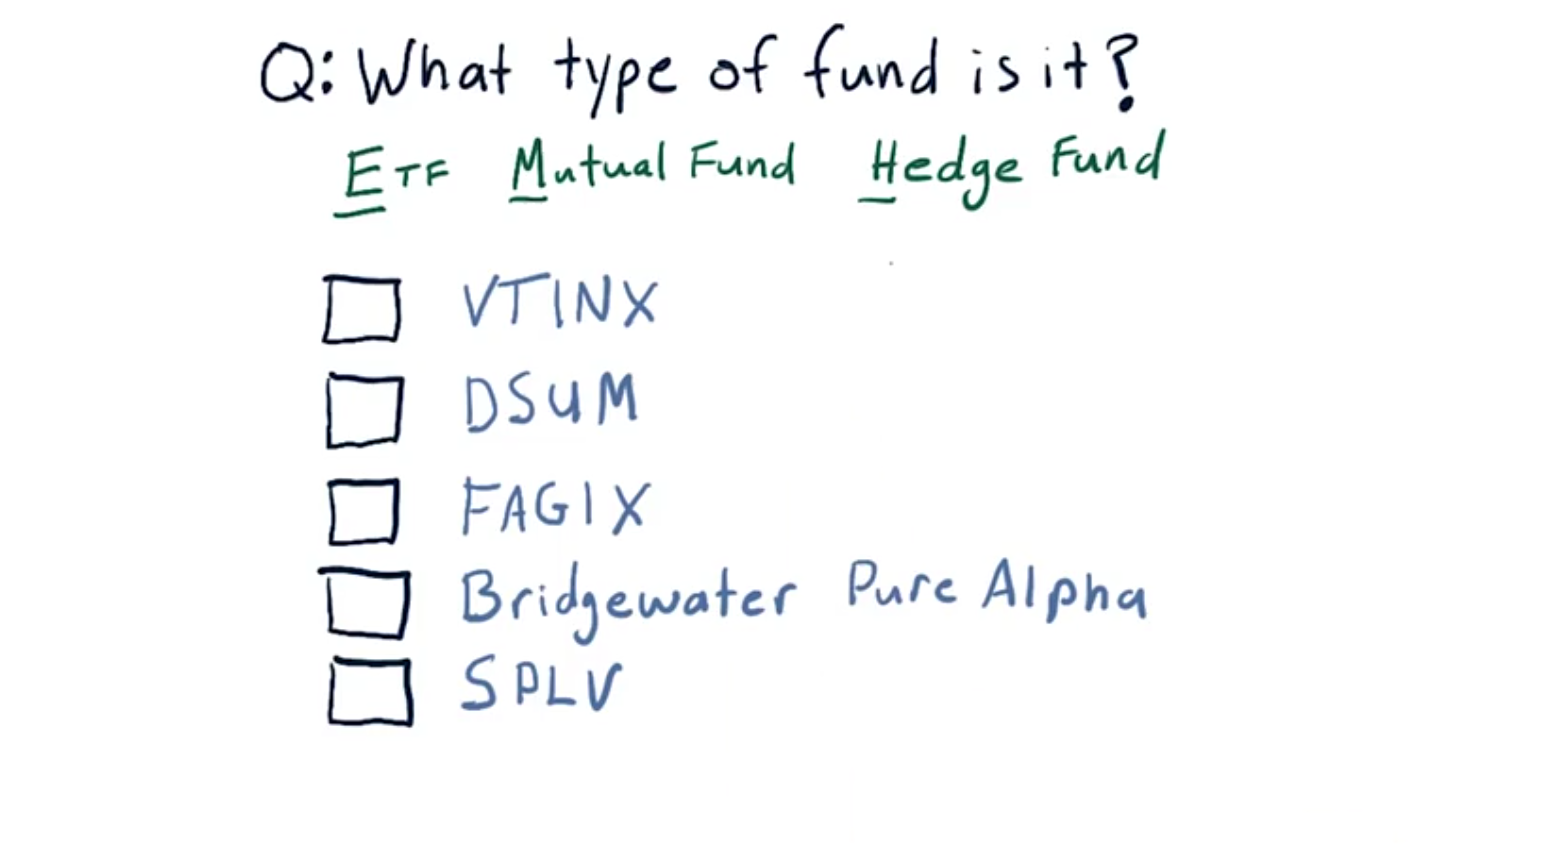 Q: What type of fund is it?
ETF Mutual Fund Hedge Fund
VTINX
DSUM
FAGIX
Bridgewater Pure Alpha
SPLV